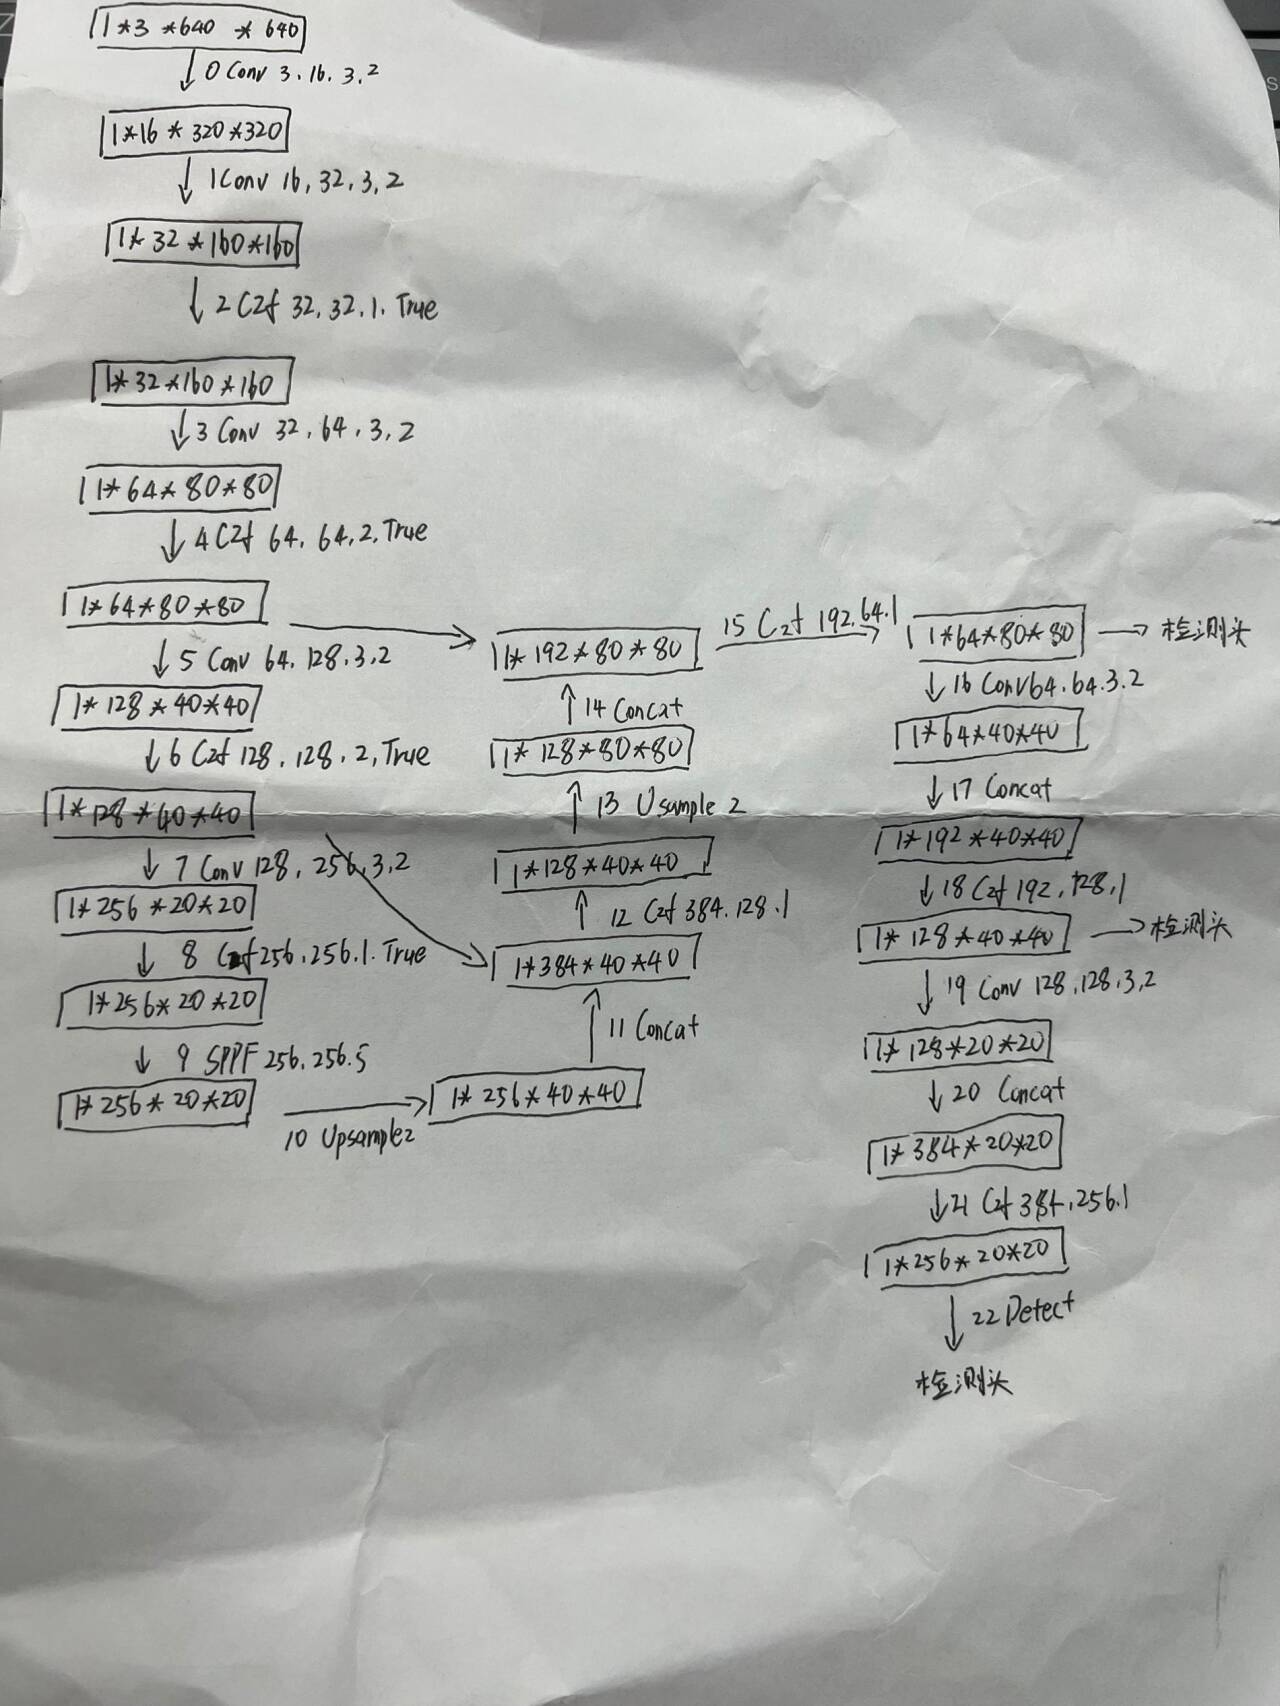 1*3*640*640
0 Conv 3.16.3.2
1*16*320*320
1 Conv 16,32,3,2
1*32*160*160
2 C2f 32.32.1.True
1*32*160*160
3 Conv 32.64.3,2
1*64*80*80
4 C2f 64.64.2.True
1*64*80*80
5 Conv 64.128.3.2
1*128*40*40
6 C2f 128.128.2,True
1*128*40*40
7 Conv 128,256,3,2
1*256*20*20
8 C2f 256.256.1.True
1*256*20*20
9 SPPF 256.256.5
1*256*20*20
10 Upsample2
1*256*40*40
11 Concat
1*384*40*40
12 C2f 384.128.1
1*128*40*40
13 Usample 2
1*128*80*80
14 Concat
1*192*80*80
15 C2f 192.64.1
1*64*80*80
检测头
16 Conv 64.64.3.2
1*64*40*40
17 Concat
1*192*40*40
18 C2f 192.128.1
1*128*40*40
检测头
19 Conv 128.128.3,2
1*128*20*20
20 Concat
1*384*20*20
21 C2f 384.256.1
1*256*20*20
22 Detect
检测头